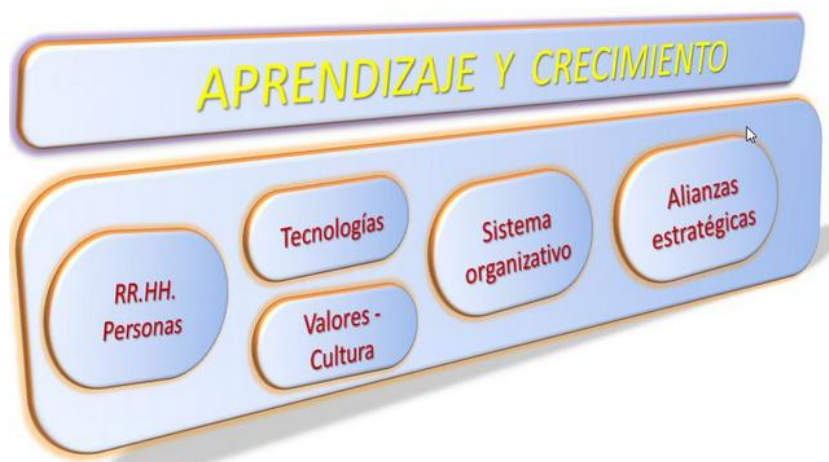 APRENDIZAJE Y CRECIMIENTO
RR.HH.
Personas
Tecnologías
Valores -
Cultura
Sistema
organizativo
Alianzas
estratégicas